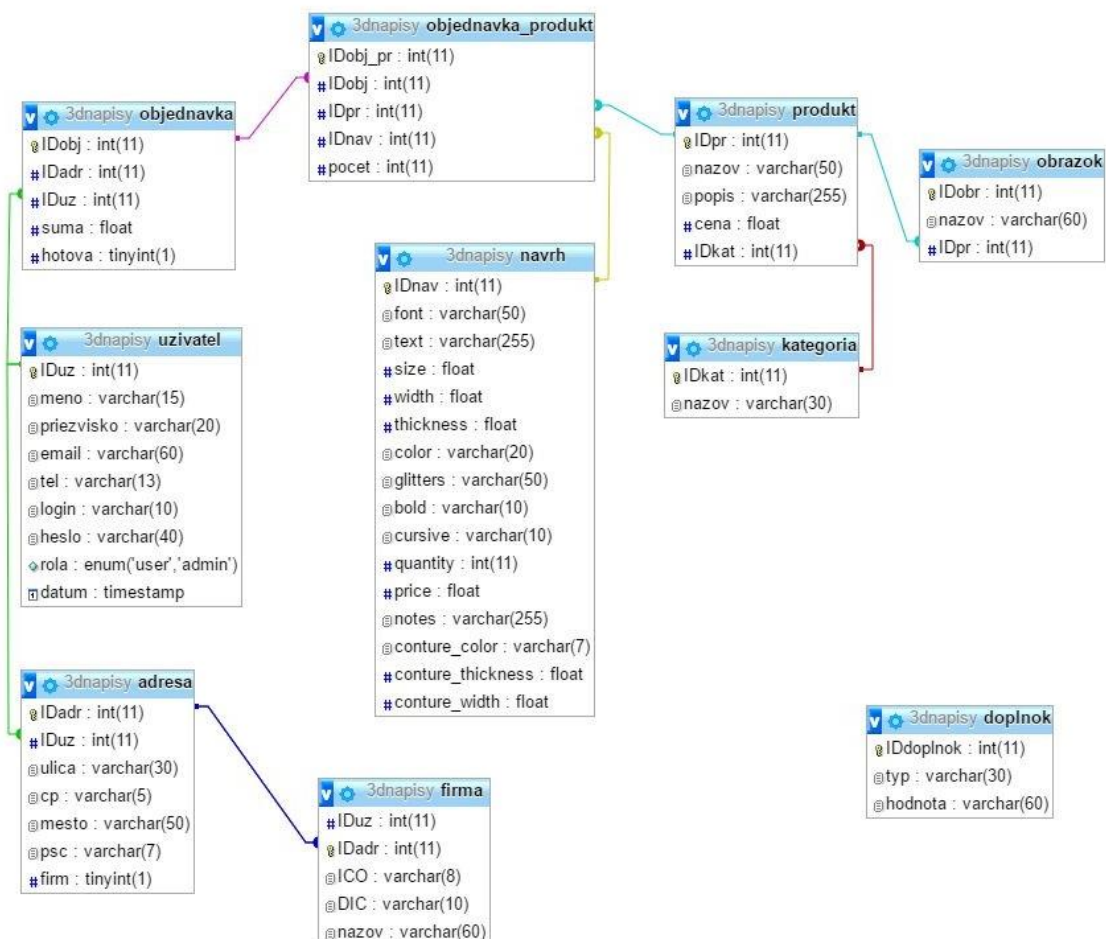 3dnapisy objednavka_produkt
IDobj_pr : int(11)
IDobj : int(11)
IDpr : int(11)
IDnav : int(11)
pocet : int(11)
3dnapisy objednavka
IDobj : int(11)
IDadr : int(11)
IDuz : int(11)
suma : float
hotova : tinyint(1)
3dnapisy produkt
IDpr : int(11)
nazov : varchar(50)
popis : varchar(255)
cena : float
IDkat : int(11)
3dnapisy obrazok
IDobr : int(11)
nazov : varchar(60)
IDpr : int(11)
3dnapisy navrh
IDnav : int(11)
font : varchar(50)
text : varchar(255)
size : float
width : float
thickness : float
color : varchar(20)
glitters : varchar(50)
bold : varchar(10)
cursive : varchar(10)
quantity : int(11)
price : float
notes : varchar(255)
conture_color : varchar(7)
conture_thickness : float
conture_width : float
3dnapisy uzivatel
IDuz : int(11)
meno : varchar(15)
priezvisko : varchar(20)
email : varchar(60)
tel : varchar(13)
login : varchar(10)
heslo : varchar(40)
rola : enum('user','admin')
datum : timestamp
3dnapisy kategoria
IDkat : int(11)
nazov : varchar(30)
3dnapisy adresa
IDadr : int(11)
IDuz : int(11)
ulica : varchar(30)
cp : varchar(5)
mesto : varchar(50)
psc : varchar(7)
firm : tinyint(1)
3dnapisy firma
IDuz : int(11)
IDadr : int(11)
ICO : varchar(8)
DIC : varchar(10)
nazov : varchar(60)
3dnapisy doplnok
IDdoplnok : int(11)
typ : varchar(30)
hodnota : varchar(60)